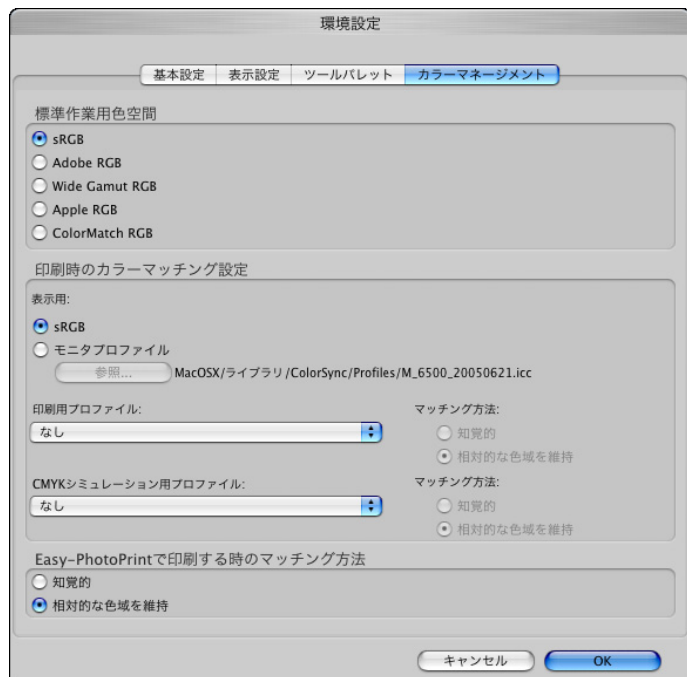 環境設定
基本設定 表示設定 ツールパレット カラーマネージメント
標準作業用色空間
sRGB
Adobe RGB
Wide Gamut RGB
Apple RGB
ColorMatch RGB
印刷時のカラーマッチング設定
表示用:
sRGB
モニタプロファイル
参照... MacOSX/ライブラリ/ColorSync/Profiles/M_6500_20050621.icc
印刷用プロファイル: マッチング方法:
なし 知覚的
相対的な色域を維持
CMYKシミュレーション用プロファイル: マッチング方法:
なし 知覚的
相対的な色域を維持
Easy-PhotoPrintで印刷する時のマッチング方法
知覚的
相対的な色域を維持
キャンセル OK